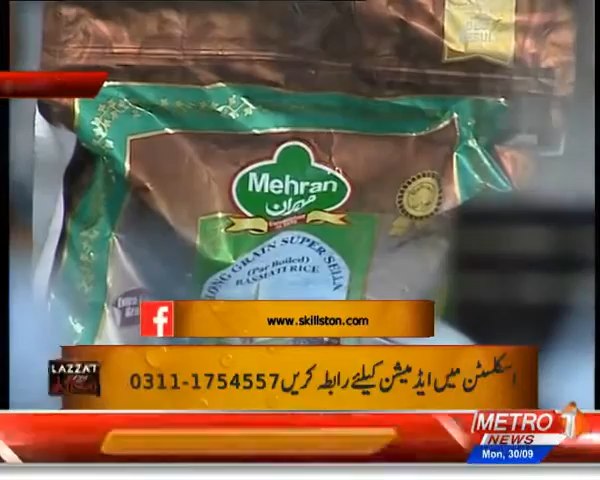 Mehran
مہران
LONG GRAIN SUPER SELLA
(Par Boiled)
BASMATI RICE
www.skillston.com
اسکلسٹن میں ایڈمیشن کیلئے رابطہ کریں 0311-1754557
LAZZAT
METRO 1
NEWS
Mon, 30/09